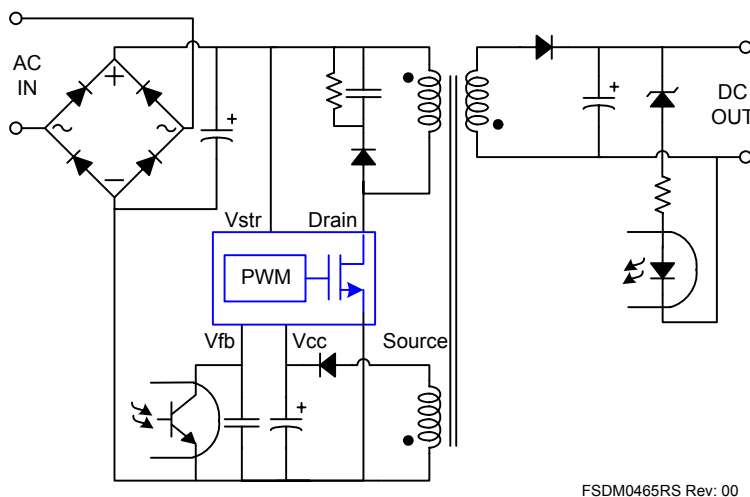 AC
IN
+
~
~
−
+
Vstr
Drain
PWM
Vfb
Vcc
Source
+
+
DC
OUT
FSDM0465RS Rev: 00